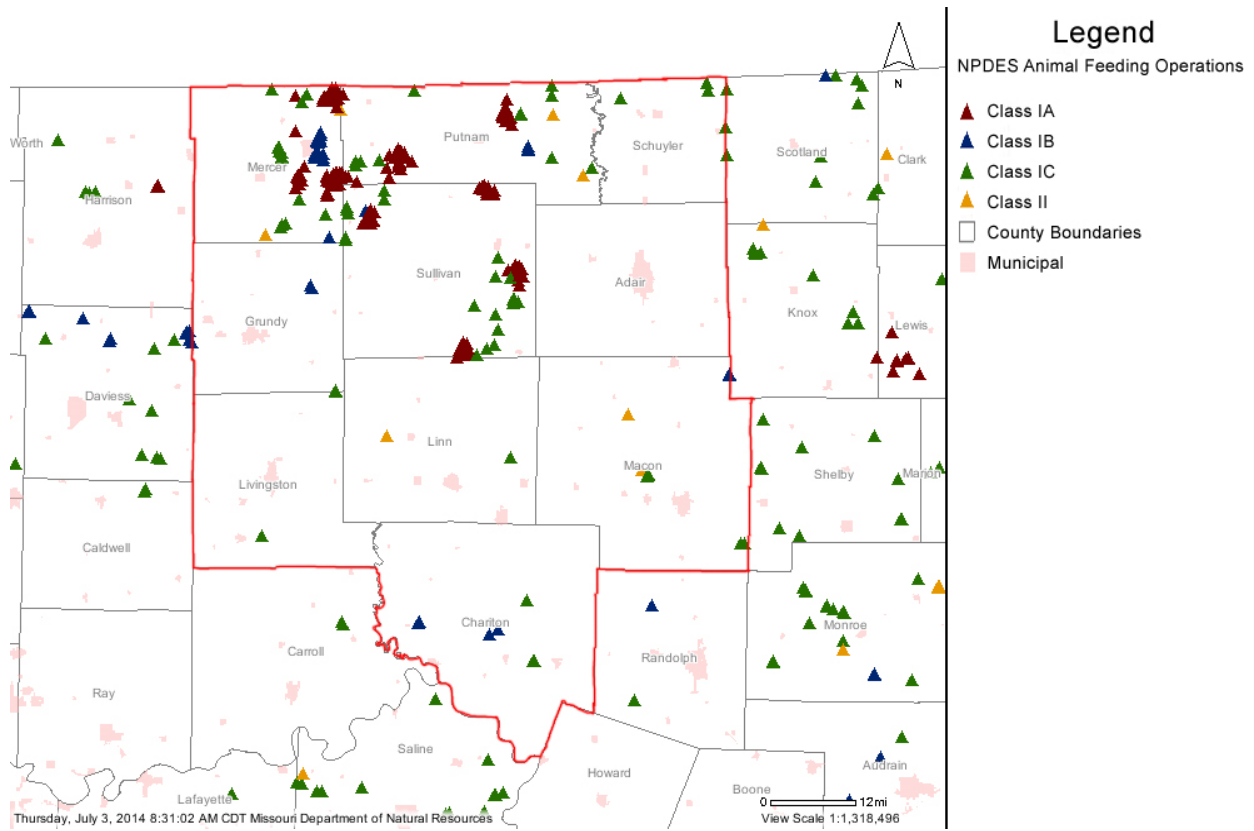 Legend
NPDES Animal Feeding Operations
Class IA
Class IB
Class IC
Class II
County Boundaries
Municipal
N
Worth
Harrison
Mercer
Putnam
Schuyler
Scotland
Clark
Sullivan
Adair
Grundy
Knox
Lewis
Daviess
Linn
Macon
Livingston
Shelby
Marion
Caldwell
Chariton
Monroe
Carroll
Randolph
Ray
Saline
Howard
Boone
Audrain
Lafayette
0 12mi
Thursday, July 3, 2014 8:31:02 AM CDT Missouri Department of Natural Resources
View Scale 1:1,318,496